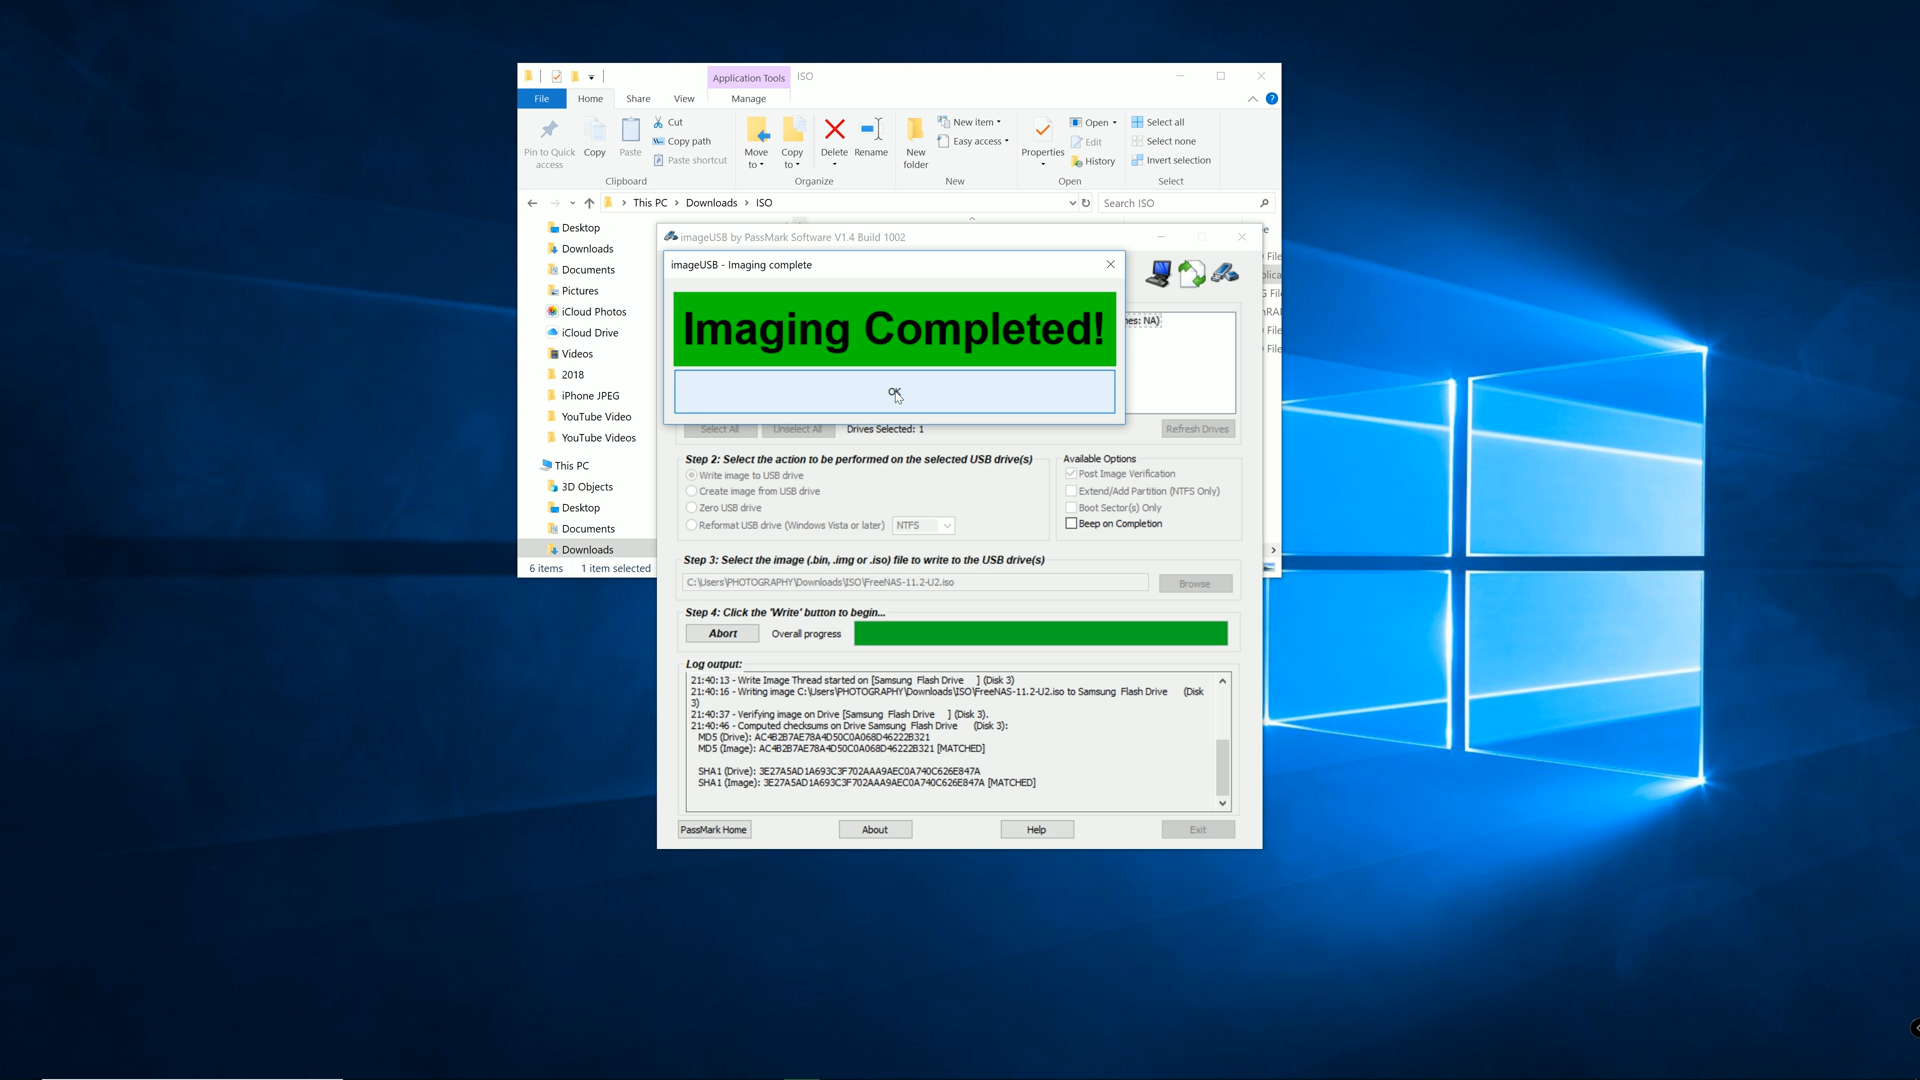 Application Tools ISO
File Home Share View Manage
Pin to Quick access
Copy
Paste
Cut
Copy path
Paste shortcut
Clipboard
Move to
Copy to
Delete
Rename
Organize
New folder
New item
Easy access
New
Properties
Open
Edit
History
Open
Select all
Select none
Invert selection
Select
This PC Downloads ISO
Search ISO
Desktop
Downloads
Documents
Pictures
iCloud Photos
iCloud Drive
Videos
2018
iPhone JPEG
YouTube Video
YouTube Videos
This PC
3D Objects
Desktop
Documents
Downloads
6 items 1 item selected
imageUSB by PassMark Software V1.4 Build 1002
imageUSB - Imaging complete
Imaging Completed!
OK
NA)
Select All Unselect All Drives Selected: 1 Refresh Drives
Step 2: Select the action to be performed on the selected USB drive(s)
Write image to USB drive
Create image from USB drive
Zero USB drive
Reformat USB drive (Windows Vista or later) NTFS
Available Options
Post Image Verification
Extend/Add Partition (NTFS Only)
Boot Sector(s) Only
Beep on Completion
Step 3: Select the image (.bin, .img or .iso) file to write to the USB drive(s)
C:\Users\PHOTOGRAPHY\Downloads\ISO\FreeNAS-11.2-U2.iso Browse
Step 4: Click the 'Write' button to begin...
Abort Overall progress
Log output:
21:40:13 - Write Image Thread started on [Samsung Flash Drive ] (Disk 3)
21:40:16 - Writing image C:\Users\PHOTOGRAPHY\Downloads\ISO\FreeNAS-11.2-U2.iso to Samsung Flash Drive (Disk
3)
21:40:37 - Verifying image on Drive [Samsung Flash Drive ] (Disk 3).
21:40:46 - Computed checksums on Drive Samsung Flash Drive (Disk 3):
MD5 (Drive): AC4B2B7AE78A4D50C0A068D46222B321
MD5 (Image): AC4B2B7AE78A4D50C0A068D46222B321 [MATCHED]
SHA1 (Drive): 3E27A5AD1A693C3F702AAA9AEC0A740C626E847A
SHA1 (Image): 3E27A5AD1A693C3F702AAA9AEC0A740C626E847A [MATCHED]
PassMark Home About Help Exit